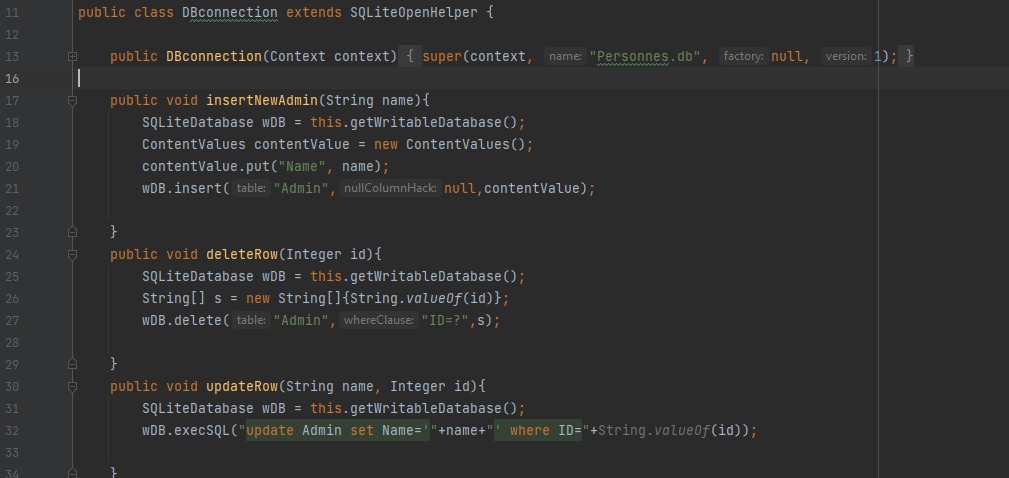 11 public class DBconnection extends SQLiteOpenHelper {
12
13 public DBconnection(Context context) { super(context, name: "Personnes.db", factory: null, version: 1); }
16
17 public void insertNewAdmin(String name){
18 SQLiteDatabase wDB = this.getWritableDatabase();
19 ContentValues contentValue = new ContentValues();
20 contentValue.put("Name", name);
21 wDB.insert( table: "Admin", nullColumnHack: null,contentValue);
22
23 }
24 public void deleteRow(Integer id){
25 SQLiteDatabase wDB = this.getWritableDatabase();
26 String[] s = new String[]{String.valueOf(id)};
27 wDB.delete( table: "Admin", whereClause: "ID=?",s);
28
29 }
30 public void updateRow(String name, Integer id){
31 SQLiteDatabase wDB = this.getWritableDatabase();
32 wDB.execSQL("update Admin set Name='"+name+"' where ID="+String.valueOf(id));
33
34 }